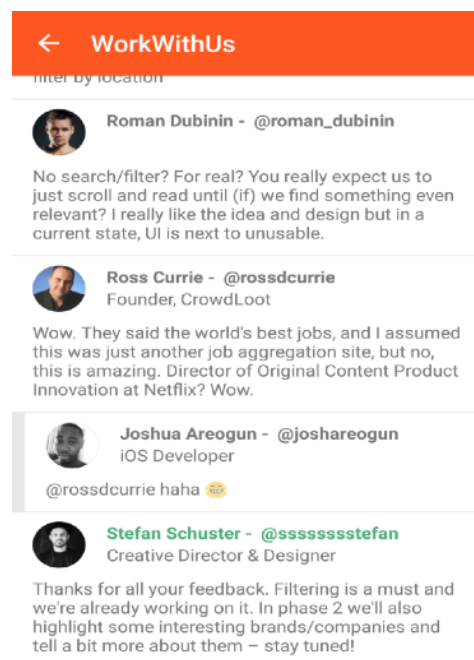 WorkWithUs
filter by location
Roman Dubinin - @roman_dubinin
No search/filter? For real? You really expect us to
just scroll and read until (if) we find something even
relevant? I really like the idea and design but in a
current state, UI is next to unusable.
Ross Currie - @rossdcurrie
Founder, CrowdLoot
Wow. They said the world's best jobs, and I assumed
this was just another job aggregation site, but no,
this is amazing. Director of Original Content Product
Innovation at Netflix? Wow.
Joshua Areogun - @joshareogun
iOS Developer
@rossdcurrie haha 😁
Stefan Schuster - @sssssssstefan
Creative Director & Designer
Thanks for all your feedback. Filtering is a must and
we're already working on it. In phase 2 we'll also
highlight some interesting brands/companies and
tell a bit more about them – stay tuned!